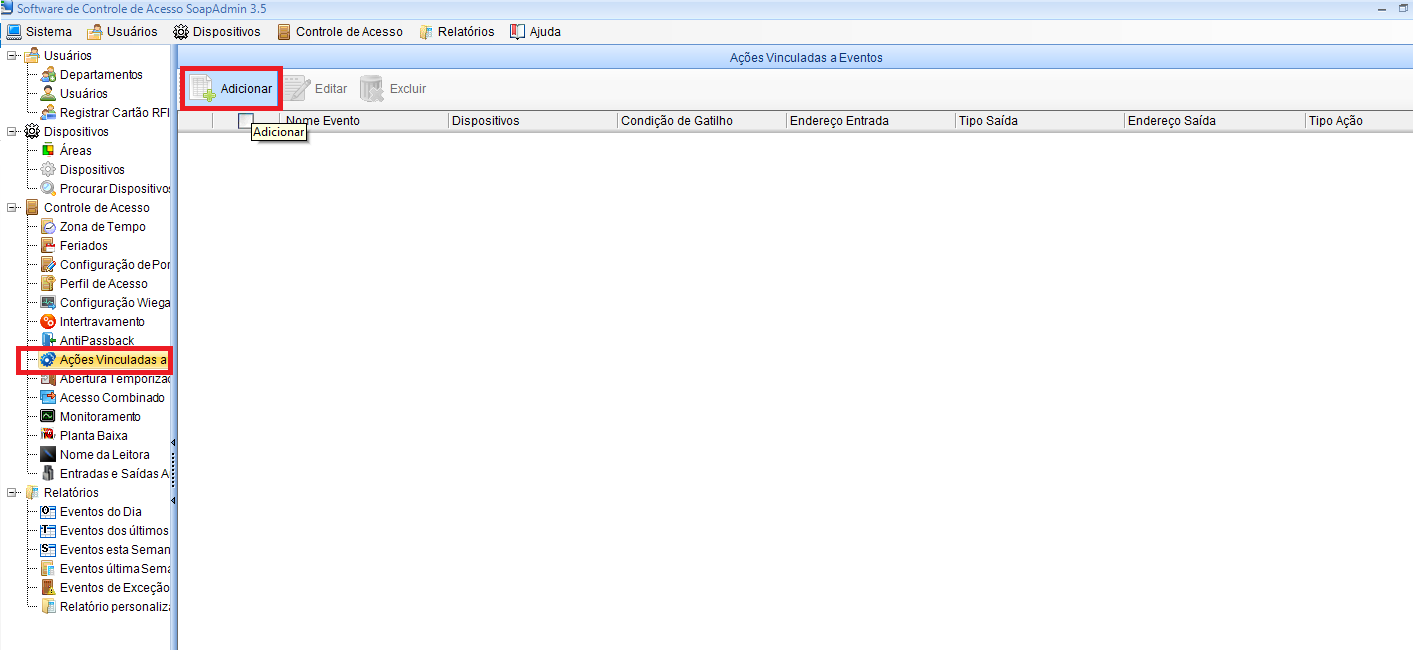 Software de Controle de Acesso SoapAdmin 3.5
Sistema Usuários Dispositivos Controle de Acesso Relatórios Ajuda
Usuários
Departamentos
Usuários
Registrar Cartão RFI
Dispositivos
Áreas
Dispositivos
Procurar Dispositivos
Controle de Acesso
Zona de Tempo
Feriados
Configuração de Por
Perfil de Acesso
Configuração Wiega
Intertravamento
AntiPassback
Ações Vinculadas a
Abertura Temporizad
Acesso Combinado
Monitoramento
Planta Baixa
Nome da Leitora
Entradas e Saídas A
Relatórios
Eventos do Dia
Eventos dos últimos
Eventos esta Seman
Eventos última Sema
Eventos de Exceção
Relatório personaliza
Ações Vinculadas a Eventos
Adicionar Editar Excluir
Nome Evento Dispositivos Condição de Gatilho Endereço Entrada Tipo Saída Endereço Saída Tipo Ação
Adicionar